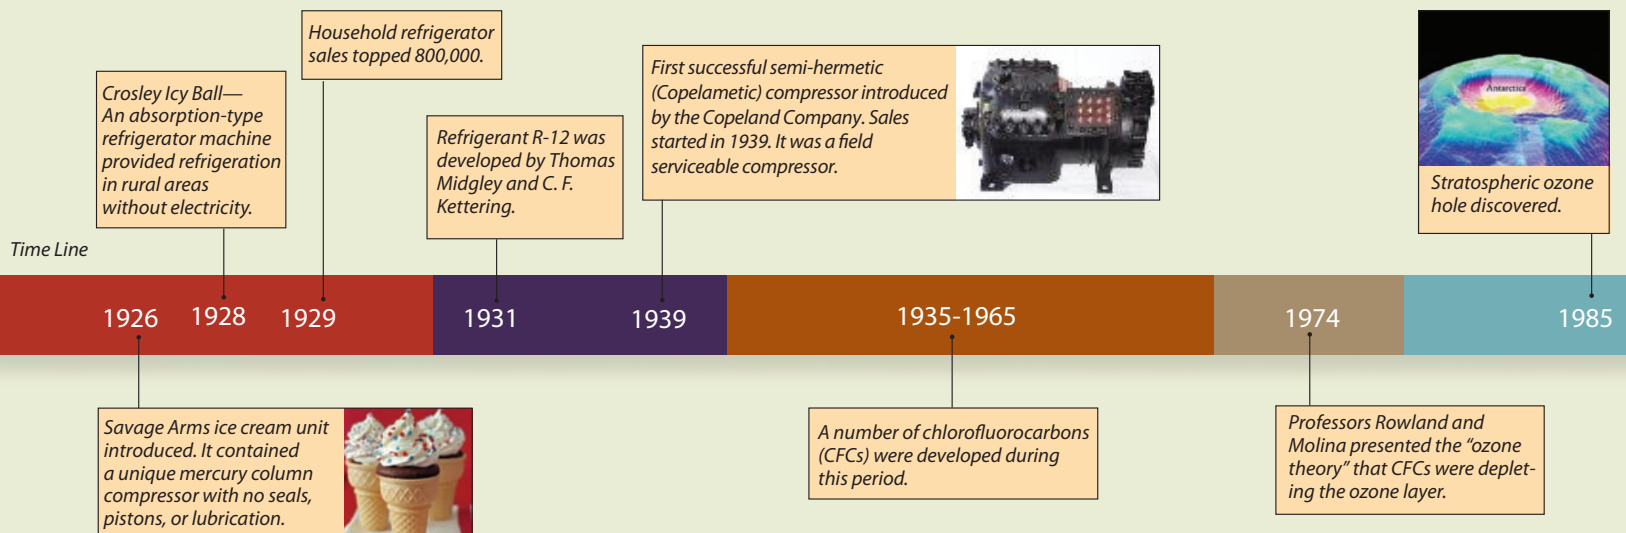 Household refrigerator
sales topped 800,000.
Crosley Icy Ball—
An absorption-type
refrigerator machine
provided refrigeration
in rural areas
without electricity.
Refrigerant R-12 was
developed by Thomas
Midgley and C. F.
Kettering.
First successful semi-hermetic
(Copelametic) compressor introduced
by the Copeland Company. Sales
started in 1939. It was a field
serviceable compressor.
Antarctica
Stratospheric ozone
hole discovered.
Time Line
1926 1928 1929 1931 1939 1935-1965 1974 1985
Savage Arms ice cream unit
introduced. It contained
a unique mercury column
compressor with no seals,
pistons, or lubrication.
A number of chlorofluorocarbons
(CFCs) were developed during
this period.
Professors Rowland and
Molina presented the “ozone
theory” that CFCs were deplet-
ing the ozone layer.